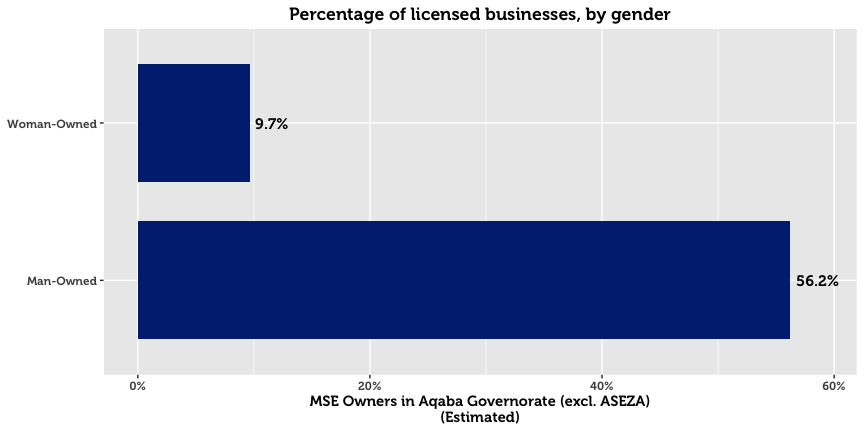 Percentage of licensed businesses, by gender
Woman-Owned
9.7%
Man-Owned
56.2%
0%
20%
40%
60%
MSE Owners in Aqaba Governorate (excl. ASEZA)
(Estimated)